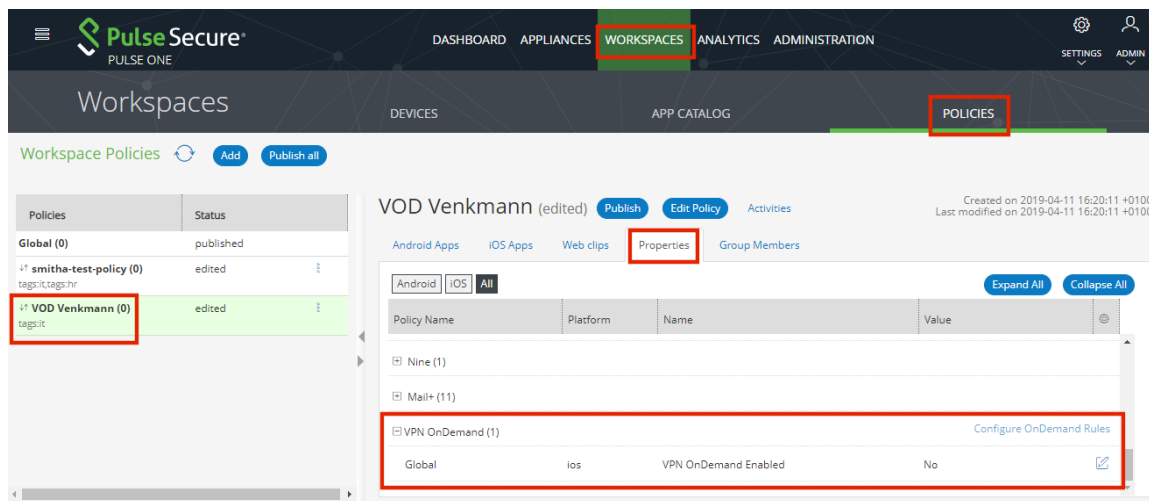 Pulse Secure®
PULSE ONE
DASHBOARD APPLIANCES WORKSPACES ANALYTICS ADMINISTRATION
SETTINGS ADMIN
Workspaces
DEVICES APP CATALOG POLICIES
Workspace Policies Add Publish all
Policies Status
Global (0) published
smitha-test-policy (0) edited
tags:it,tags:hr
VOD Venkmann (0) edited
tags:it
VOD Venkmann (edited) Publish Edit Policy Activities
Created on 2019-04-11 16:20:11 +0100
Last modified on 2019-04-11 16:20:11 +0100
Android Apps iOS Apps Web clips Properties Group Members
Android iOS All Expand All Collapse All
Policy Name Platform Name Value
Nine (1)
Mail+ (11)
VPN OnDemand (1) Configure OnDemand Rules
Global ios VPN OnDemand Enabled No